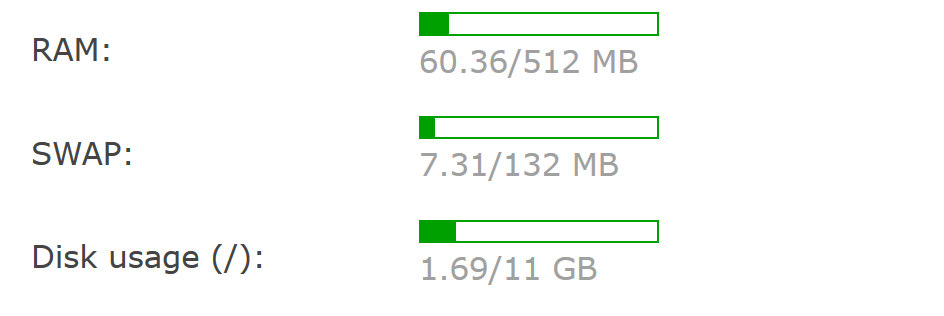 RAM:
60.36/512 MB
SWAP:
7.31/132 MB
Disk usage (/):
1.69/11 GB